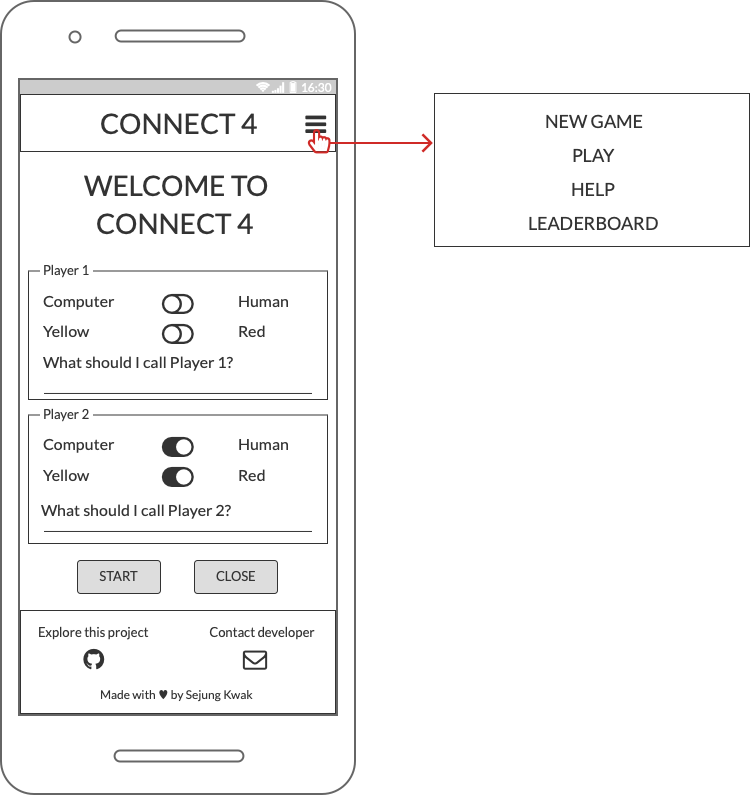 16:30
CONNECT 4
WELCOME TO
CONNECT 4
Player 1
Computer Human
Yellow Red
What should I call Player 1?
Player 2
Computer Human
Yellow Red
What should I call Player 2?
START CLOSE
Explore this project Contact developer
Made with ♥ by Sejung Kwak
NEW GAME
PLAY
HELP
LEADERBOARD